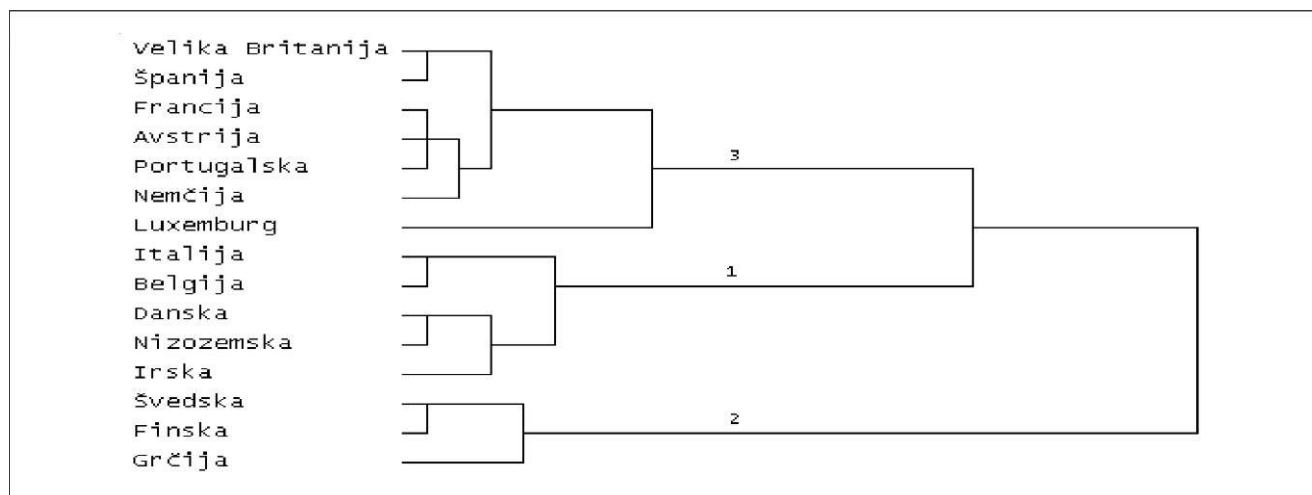 Velika Britanija
Španija
Francija
Avstrija
Portugalska
3
Nemčija
Luxemburg
Italija
1
Belgija
Danska
Nizozemska
Irska
Švedska
2
Finska
Grčija